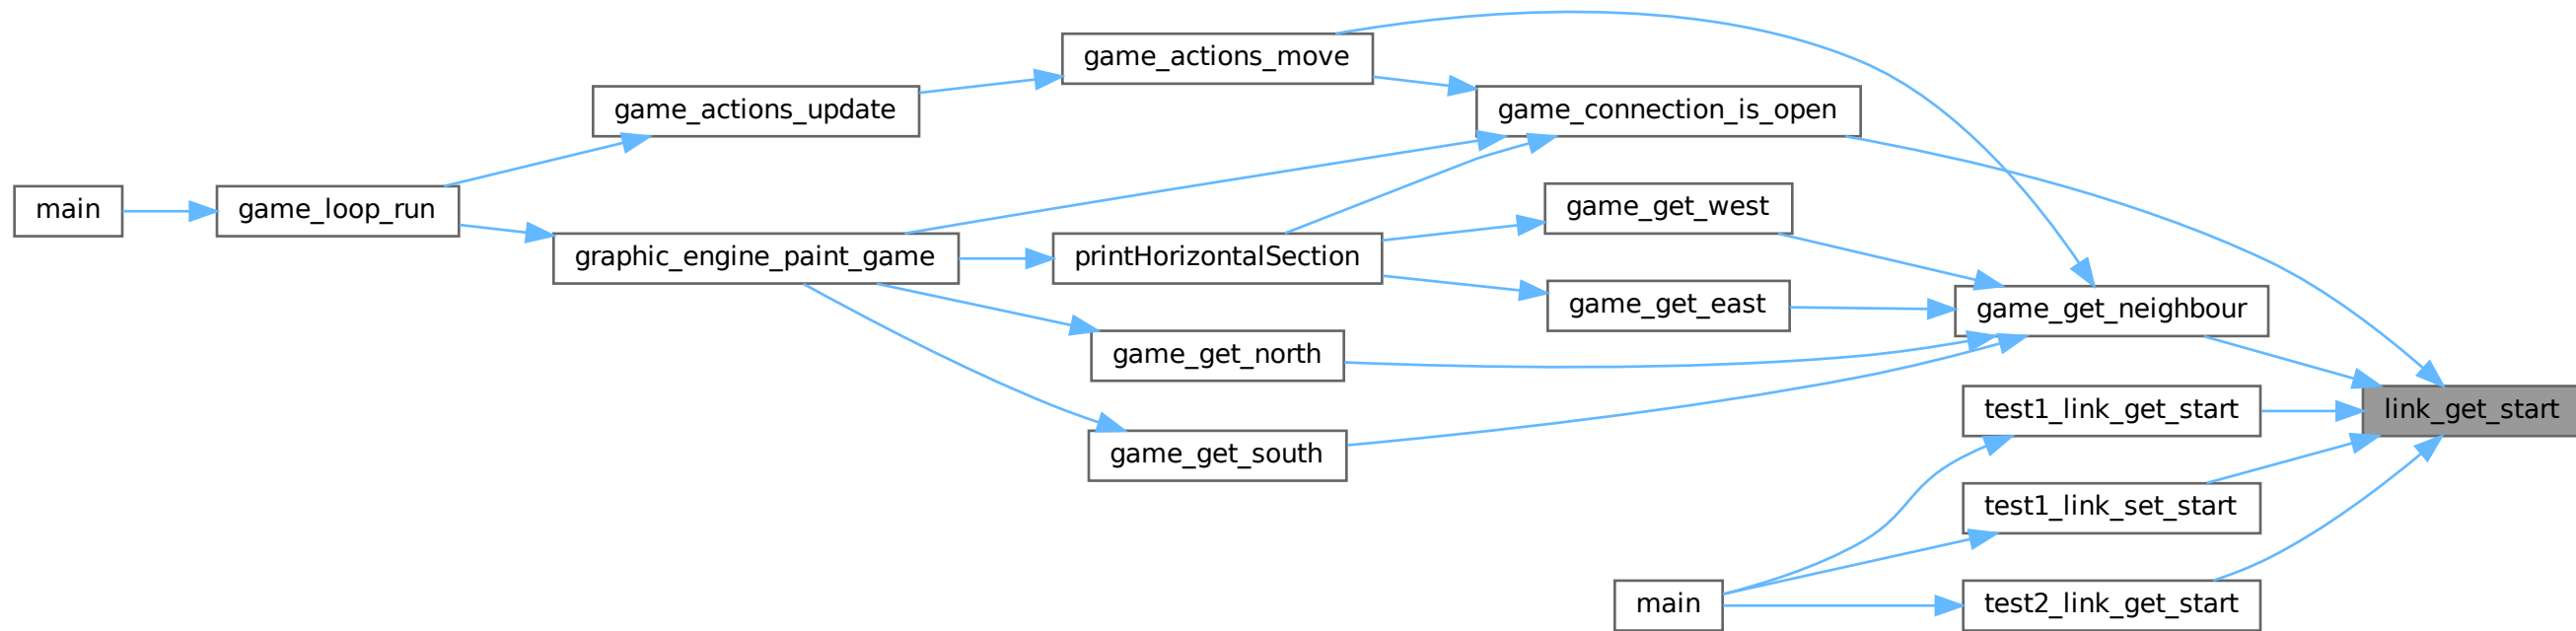 game_actions_move
game_actions_update
game_connection_is_open
main
game_loop_run
game_get_west
graphic_engine_paint_game
printHorizontalSection
game_get_east
game_get_neighbour
game_get_north
test1_link_get_start
link_get_start
game_get_south
test1_link_set_start
main
test2_link_get_start